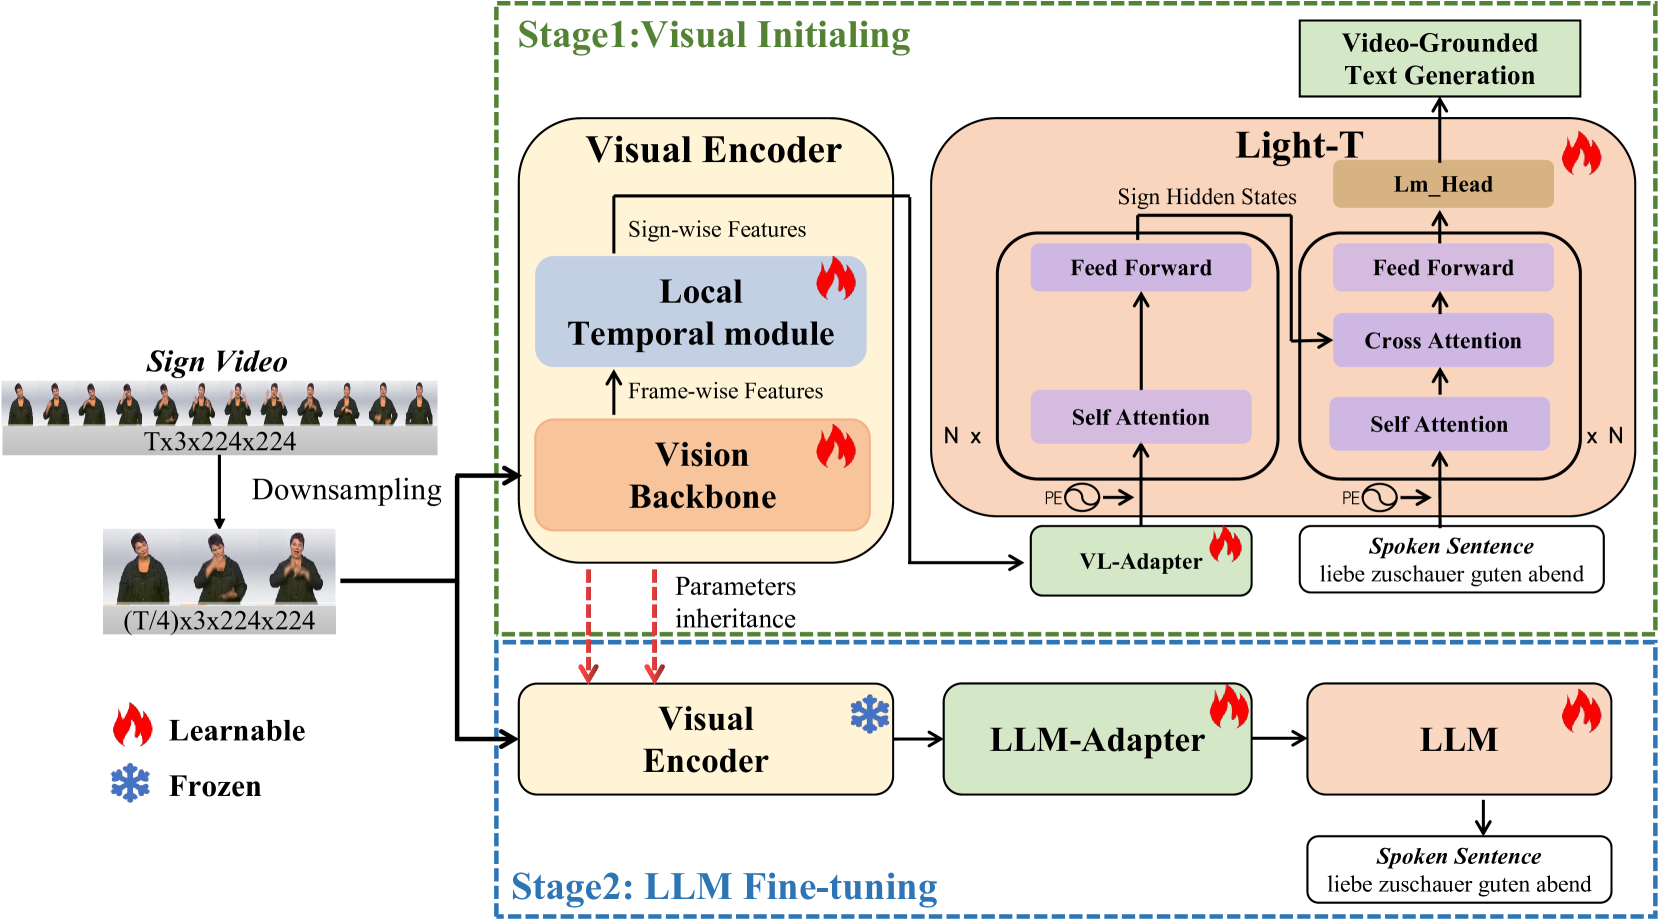 Stage1:Visual Initialing
Video-Grounded
Text Generation
Visual Encoder
Light-T
Lm_Head
Sign Hidden States
Sign-wise Features
Feed Forward
Feed Forward
Local
Temporal module
Cross Attention
Sign Video
Frame-wise Features
Self Attention
Self Attention
Tx3x224x224
N x
x N
Vision
Backbone
Downsampling
PE
PE
VL-Adapter
Spoken Sentence
liebe zuschauer guten abend
Parameters
inheritance
(T/4)x3x224x224
Learnable
Frozen
Visual
Encoder
LLM-Adapter
LLM
Spoken Sentence
liebe zuschauer guten abend
Stage2: LLM Fine-tuning